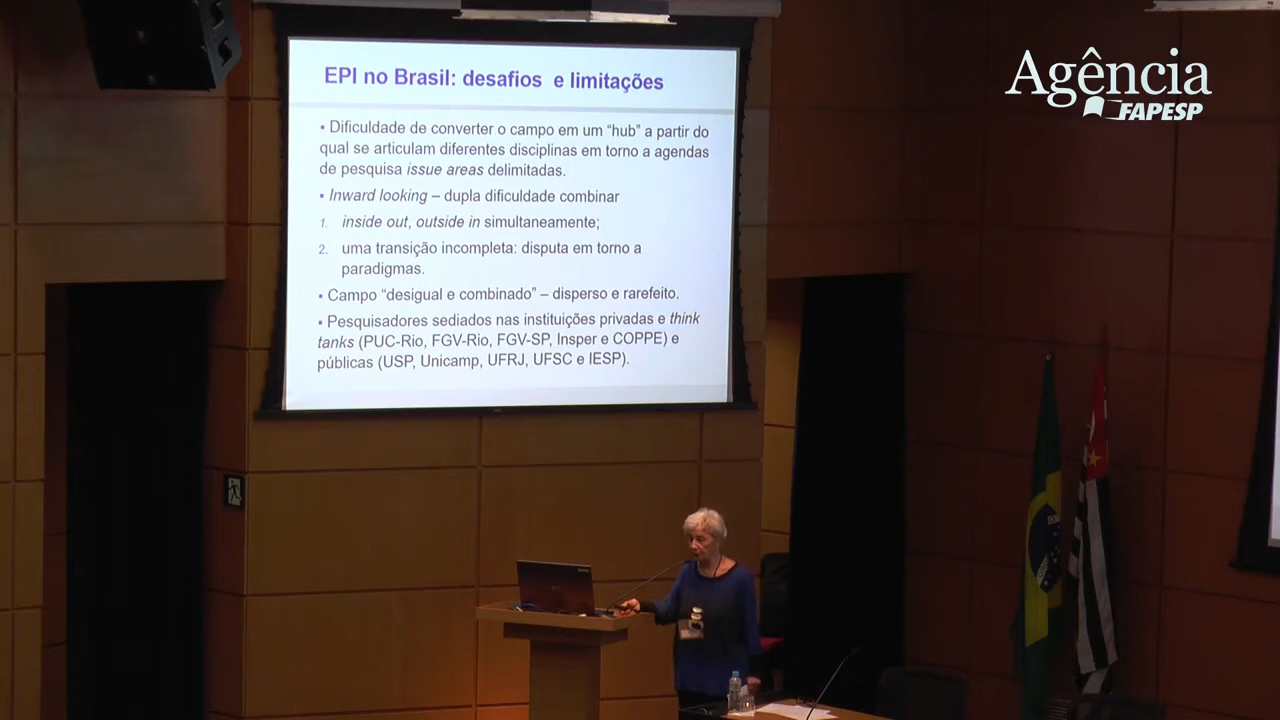 EPI no Brasil: desafios e limitações
• Dificuldade de converter o campo em um “hub” a partir do
qual se articulam diferentes disciplinas em torno a agendas
de pesquisa issue areas delimitadas.
▪ Inward looking – dupla dificuldade combinar
1. inside out, outside in simultaneamente;
2. uma transição incompleta: disputa em torno a
paradigmas.
▪ Campo “desigual e combinado” – disperso e rarefeito.
▪ Pesquisadores sediados nas instituições privadas e think
tanks (PUC-Rio, FGV-Rio, FGV-SP, Insper e COPPE) e
públicas (USP, Unicamp, UFRJ, UFSC e IESP).
Agência
FAPESP